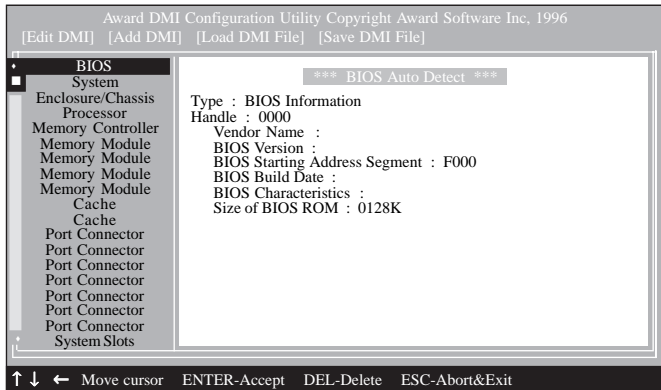 Award DMI Configuration Utility Copyright Award Software Inc, 1996
[Edit DMI] [Add DMI] [Load DMI File] [Save DMI File]
BIOS
System
Enclosure/Chassis
Processor
Memory Controller
Memory Module
Memory Module
Memory Module
Memory Module
Cache
Cache
Port Connector
Port Connector
Port Connector
Port Connector
Port Connector
Port Connector
Port Connector
System Slots
*** BIOS Auto Detect ***
Type : BIOS Information
Handle : 0000
Vendor Name :
BIOS Version :
BIOS Starting Address Segment : F000
BIOS Build Date :
BIOS Characteristics :
Size of BIOS ROM : 0128K
↑↓ ← Move cursor ENTER-Accept DEL-Delete ESC-Abort&Exit